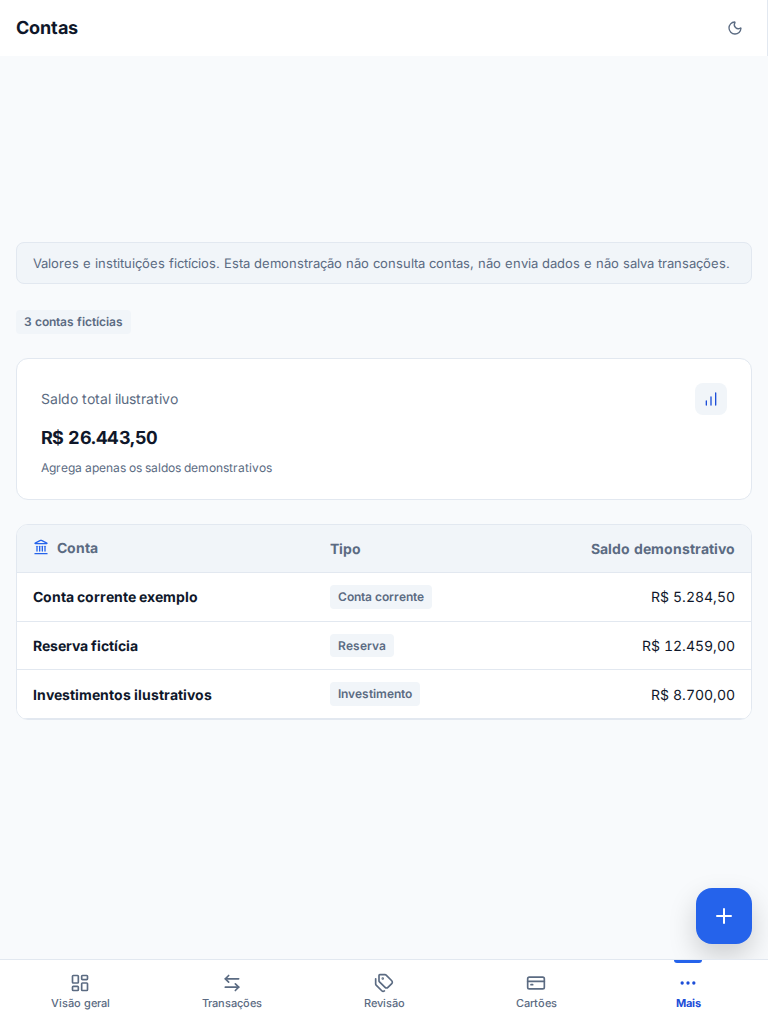 Contas
Valores e instituições fictícios. Esta demonstração não consulta contas, não envia dados e não salva transações.
3 contas fictícias
Saldo total ilustrativo
R$ 26.443,50
Agrega apenas os saldos demonstrativos
Conta Tipo Saldo demonstrativo
Conta corrente exemplo Conta corrente R$ 5.284,50
Reserva fictícia Reserva R$ 12.459,00
Investimentos ilustrativos Investimento R$ 8.700,00
Visão geral Transações Revisão Cartões Mais